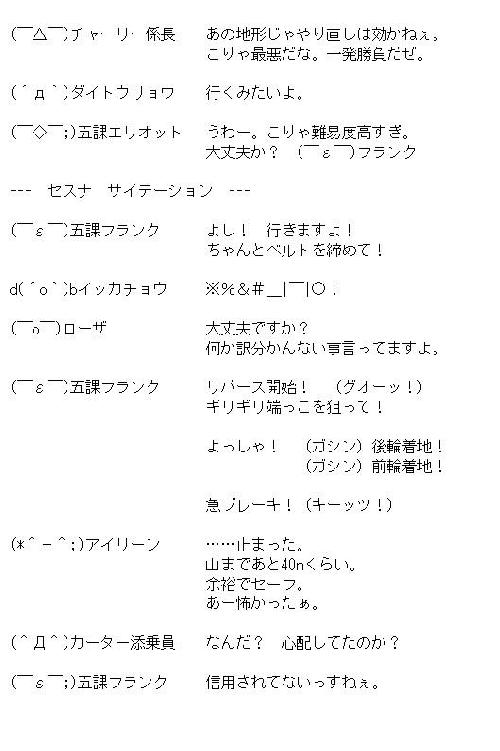 (￣△￣)チャーリー係長　　あの地形じゃやり直しは効かねぇ。
こりゃ最悪だな。一発勝負だぜ。
(´д｀)ダイトウリョウ　　行くみたいよ。
(￣◇￣;)五課エリオット　　うわー。こりゃ難易度高すぎ。
大丈夫か？　(￣ε￣)フランク
---　セスナ　サイテーション　---
(￣ε￣)五課フランク　　よし！　行きますよ！
ちゃんとベルトを締めて！
d(´o｀)bイッカチョウ　　※％＆＃＿|￣|○．
(￣o￣)ローザ　　大丈夫ですか？
何か訳分かんない事言ってますよ。
(￣ε￣)五課フランク　　リバース開始！　（グオーッ！）
ギリギリ端っこを狙って！
よっしゃ！　（ガシン）後輪着地！
（ガシン）前輪着地！
急ブレーキ！（キーッツ！）
(*＾－＾;)アイリーン　　……止まった。
山まであと40nくらい。
余裕でセーフ。
あー怖かったぁ。
(＾Д＾)カーター添乗員　　なんだ？　心配してたのか？
(￣ε￣;)五課フランク　　信用されてないっすねぇ。